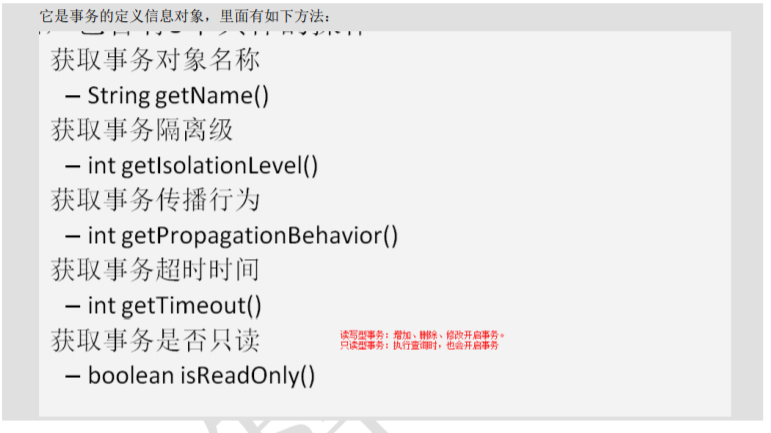 它是事务的定义信息对象，里面有如下方法：
获取事务对象名称
– String getName()
获取事务隔离级
– int getIsolationLevel()
获取事务传播行为
– int getPropagationBehavior()
获取事务超时时间
– int getTimeout()
获取事务是否只读
读写型事务：增加、删除、修改开启事务。
只读型事务：执行查询时，也会开启事务
– boolean isReadOnly()